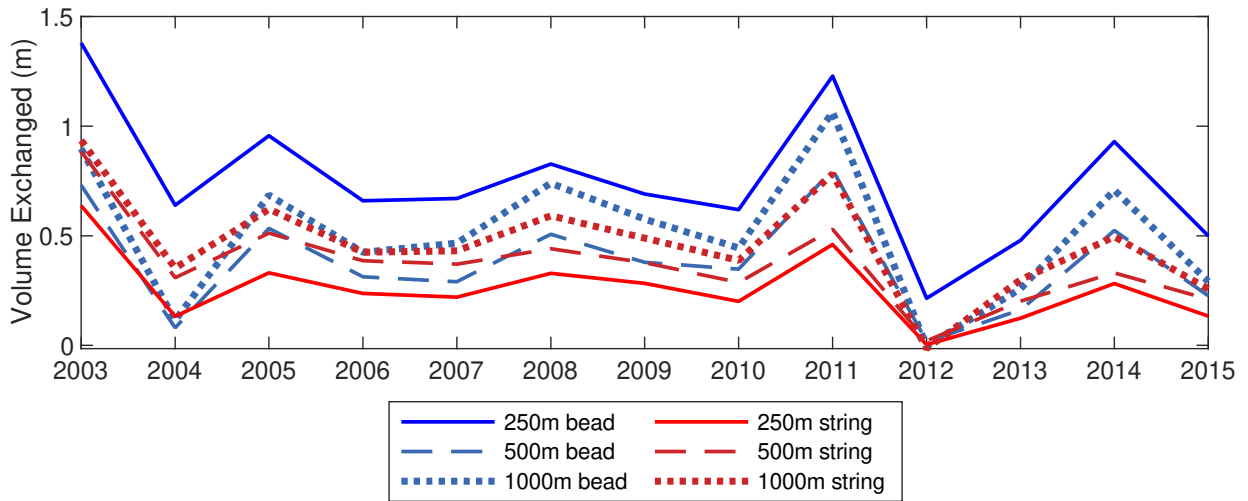 Volume Exchanged (m)
1.5
1
0.5
0
2003 2004 2005 2006 2007 2008 2009 2010 2011 2012 2013 2014 2015
250m bead 250m string
500m bead 500m string
1000m bead 1000m string